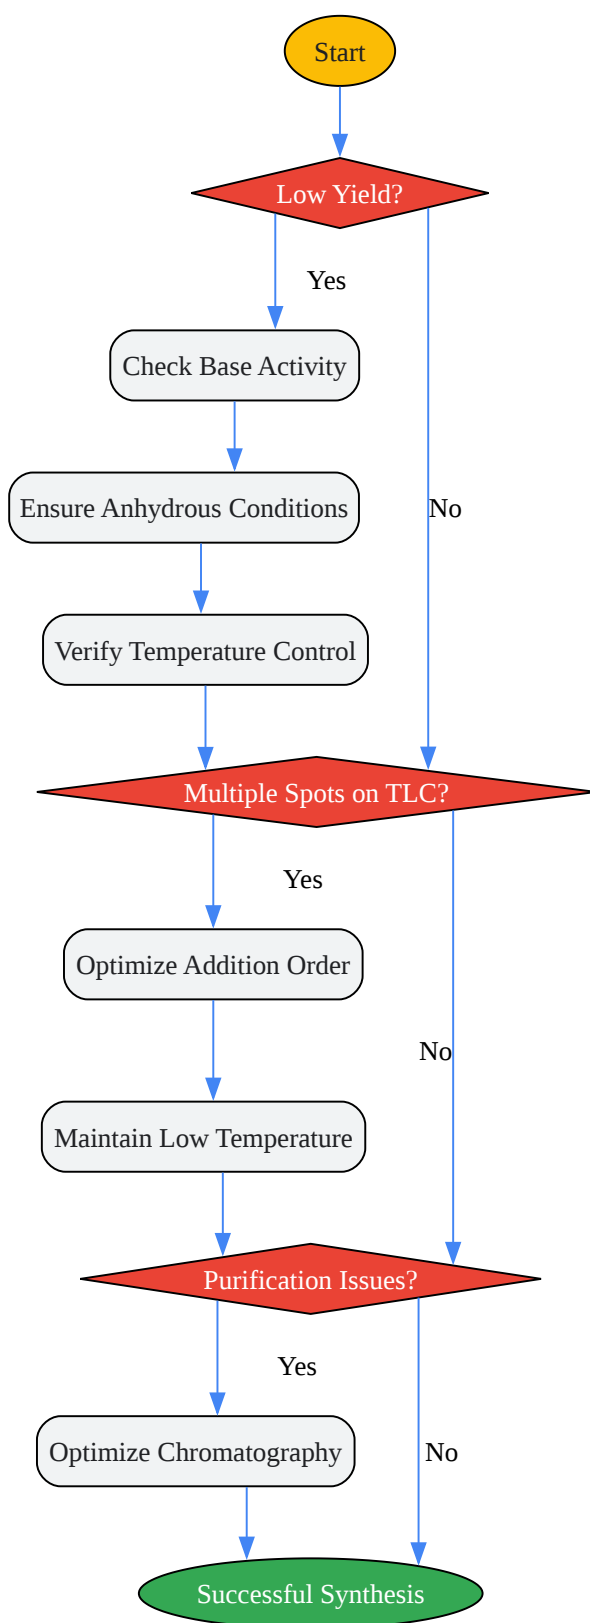 Start
Low Yield?
Yes
Check Base Activity
Ensure Anhydrous Conditions
No
Verify Temperature Control
Multiple Spots on TLC?
Yes
Optimize Addition Order
No
Maintain Low Temperature
Purification Issues?
Yes
Optimize Chromatography
No
Successful Synthesis